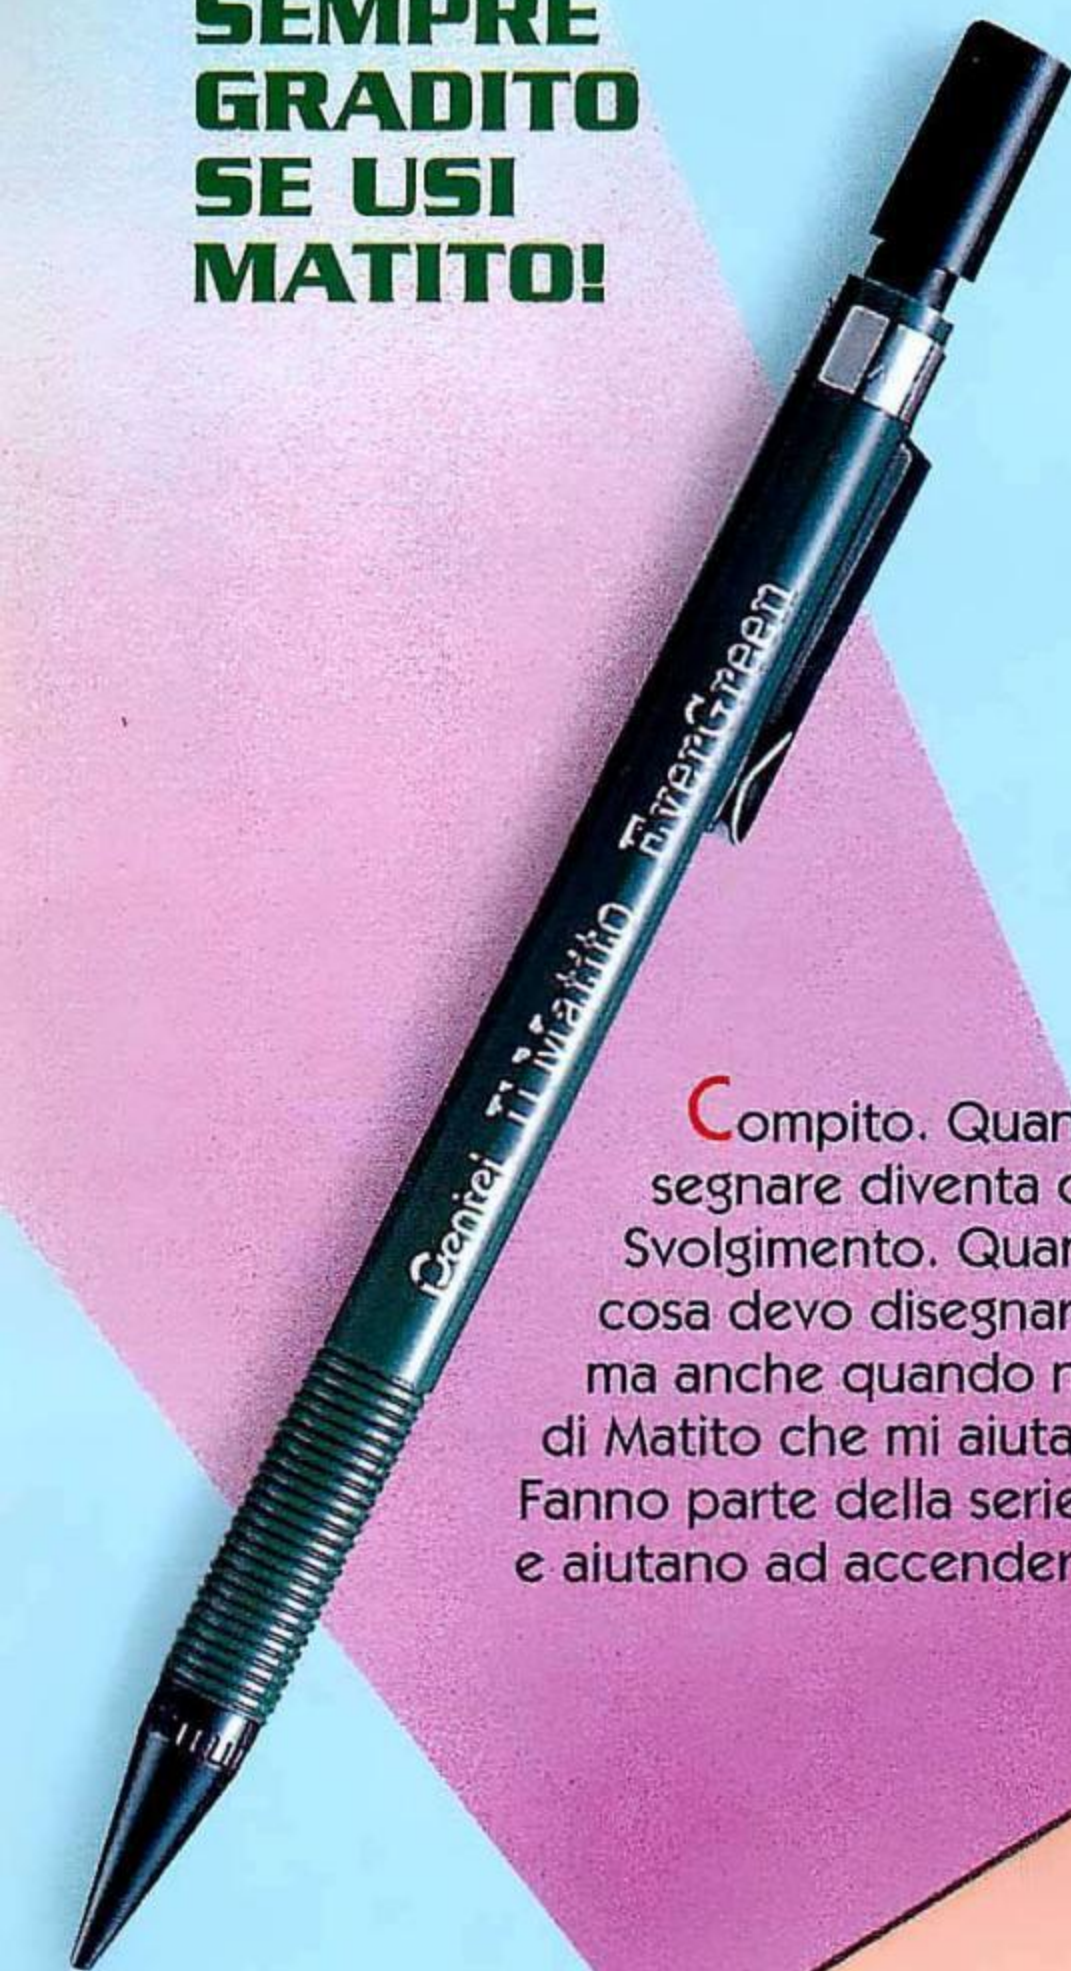 SEMPRE
GRADITO
SE USI
MATITO!
Pentel Il Matito EverGreen
Compito. Quan
segnare diventa
Svolgimento. Quan
cosa devo disegnar
ma anche quando
di Matito che mi aiuta
Fanno parte della serie
e aiutano ad accender